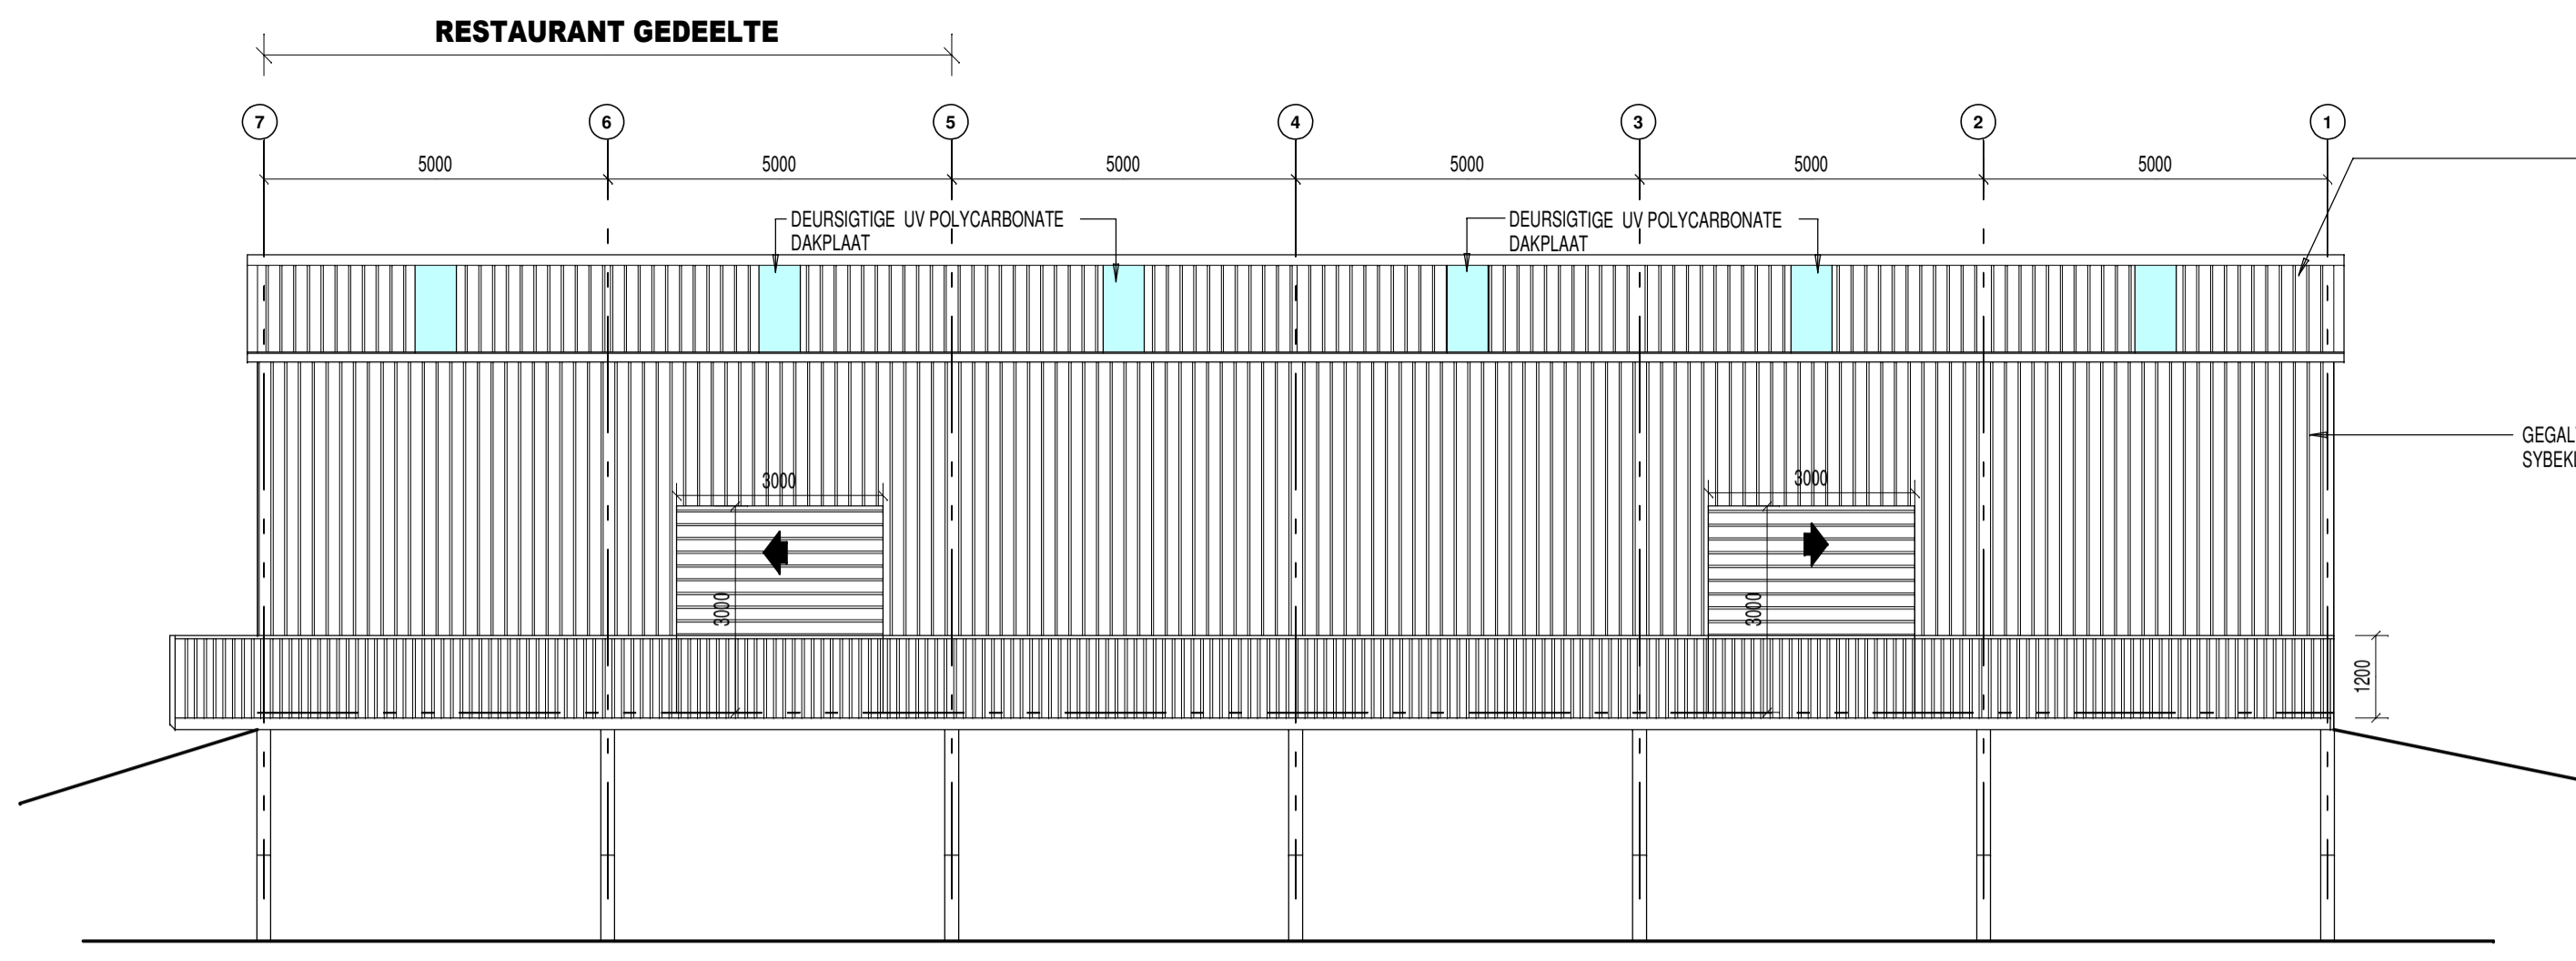 RESTAURANT GEDEELTE
7 6 5 4 3 2 1
5000 5000 5000 5000 5000 5000
DEURSIGTIGE UV POLYCARBONATE
DAKPLAAT
DEURSIGTIGE UV POLYCARBONATE
DAKPLAAT
3000
3000
3000
3000
1200